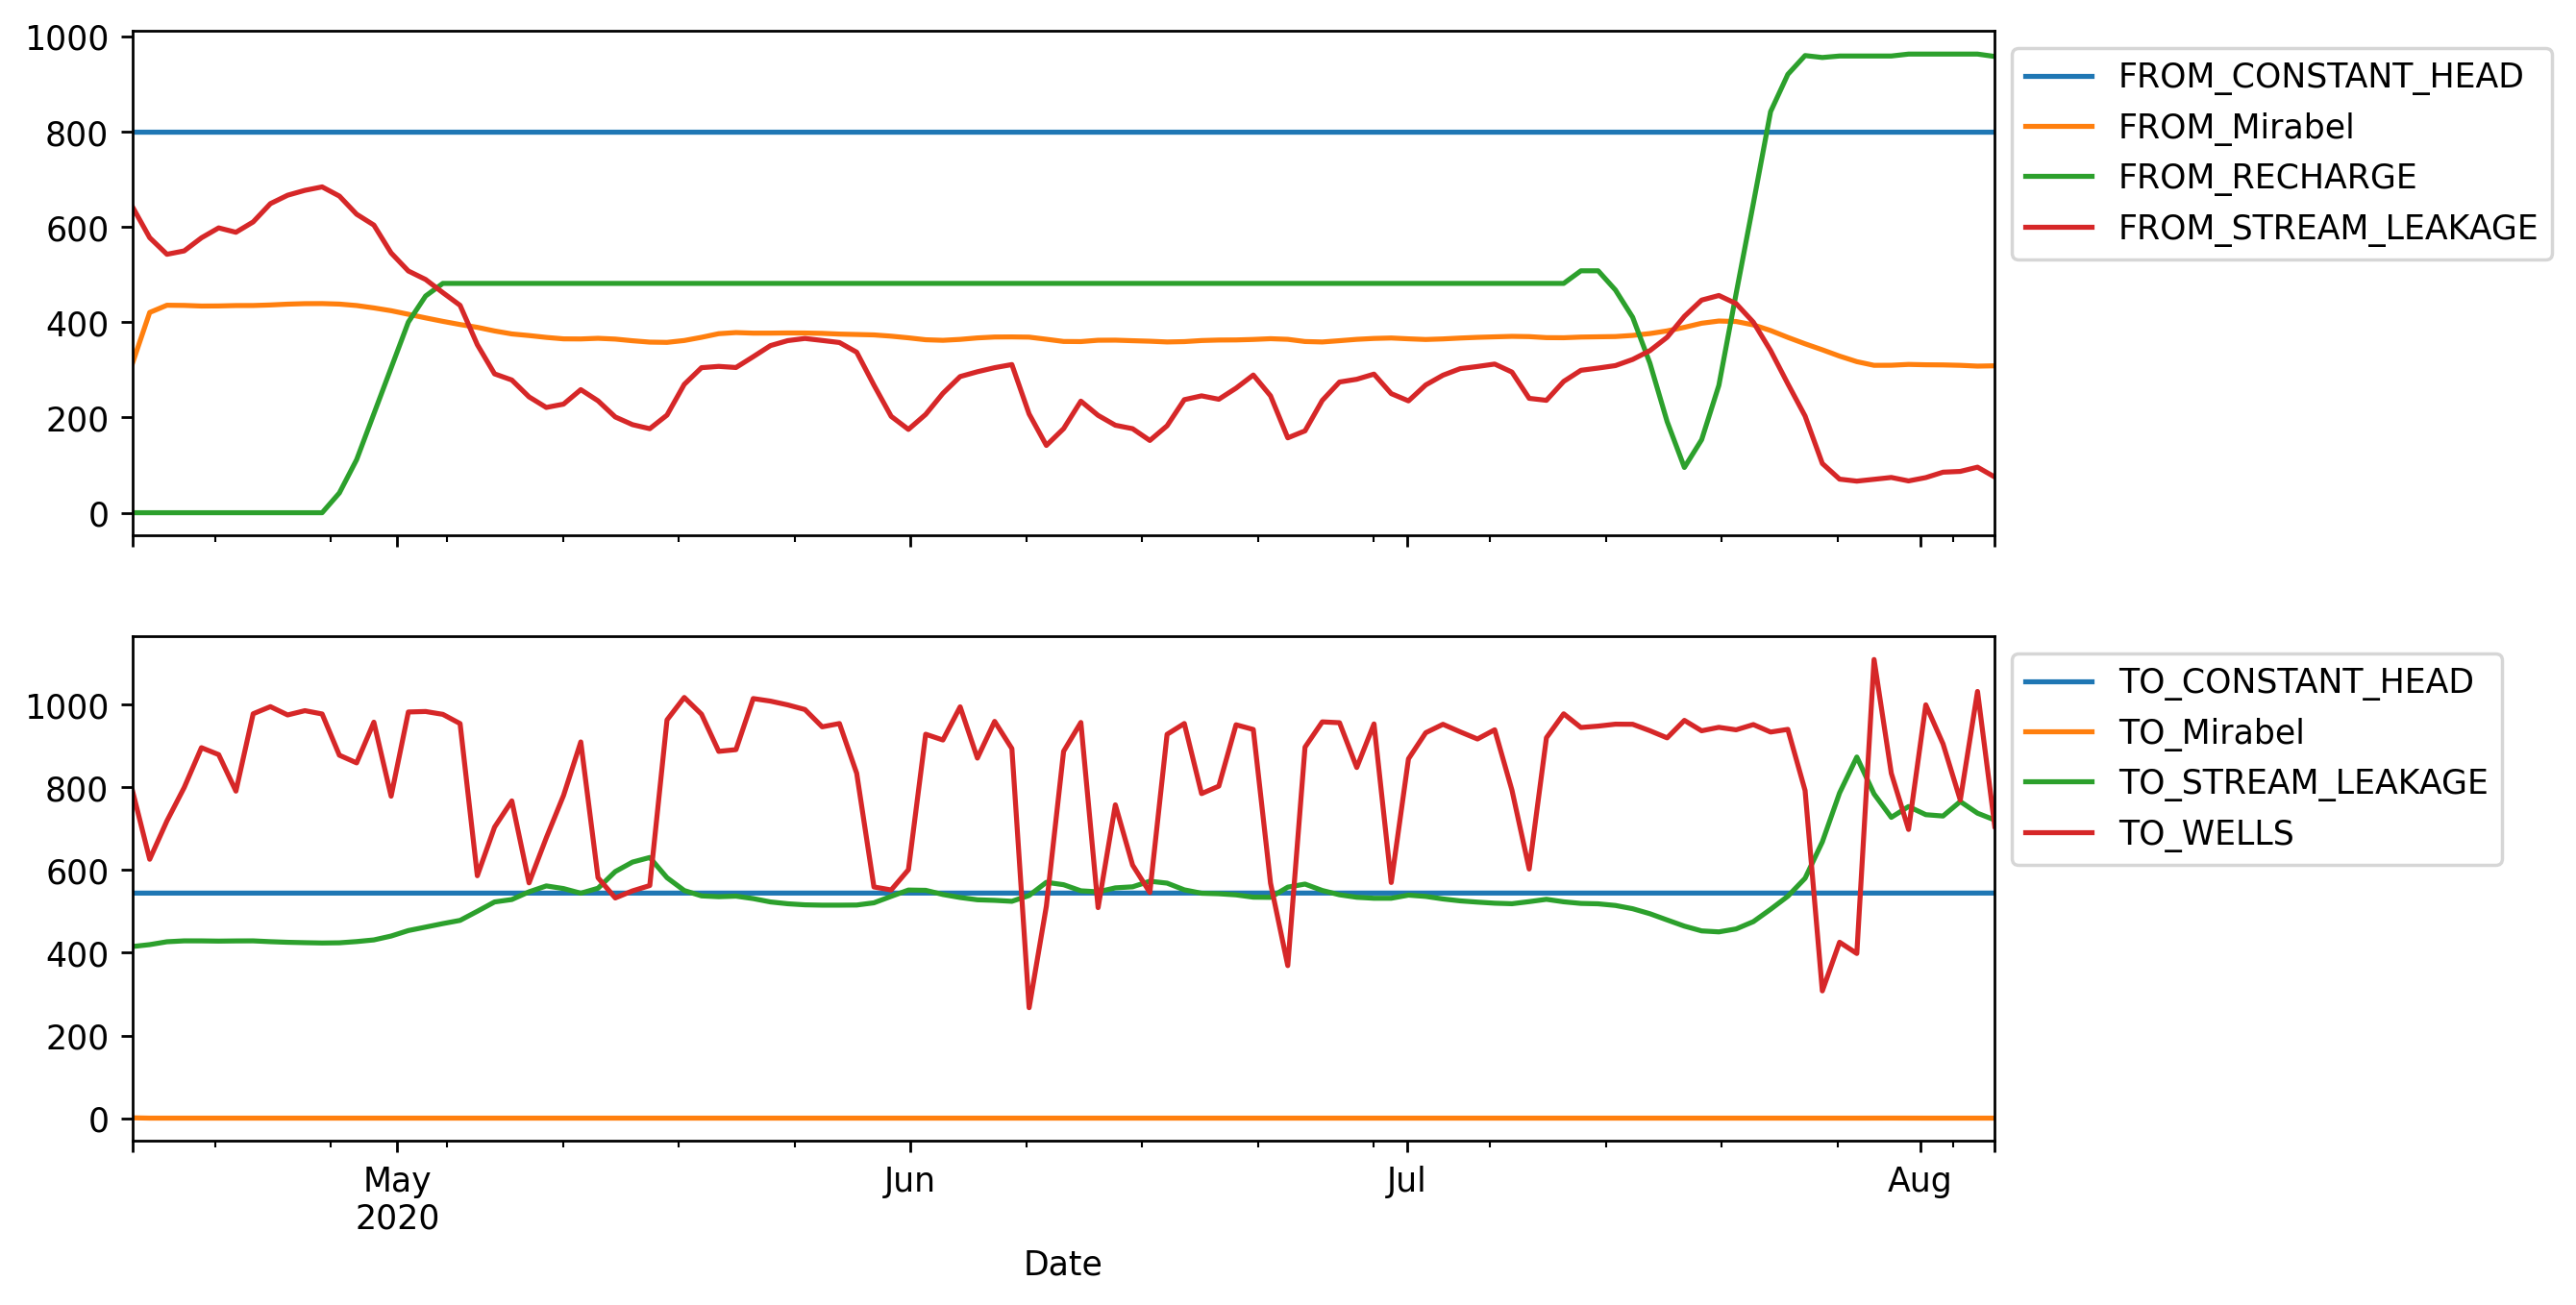 1000
800
600
400
200
0
FROM_CONSTANT_HEAD
FROM_Mirabel
FROM_RECHARGE
FROM_STREAM_LEAKAGE
1000
800
600
400
200
0
TO_CONSTANT_HEAD
TO_Mirabel
TO_STREAM_LEAKAGE
TO_WELLS
May Jun Jul Aug
2020
Date